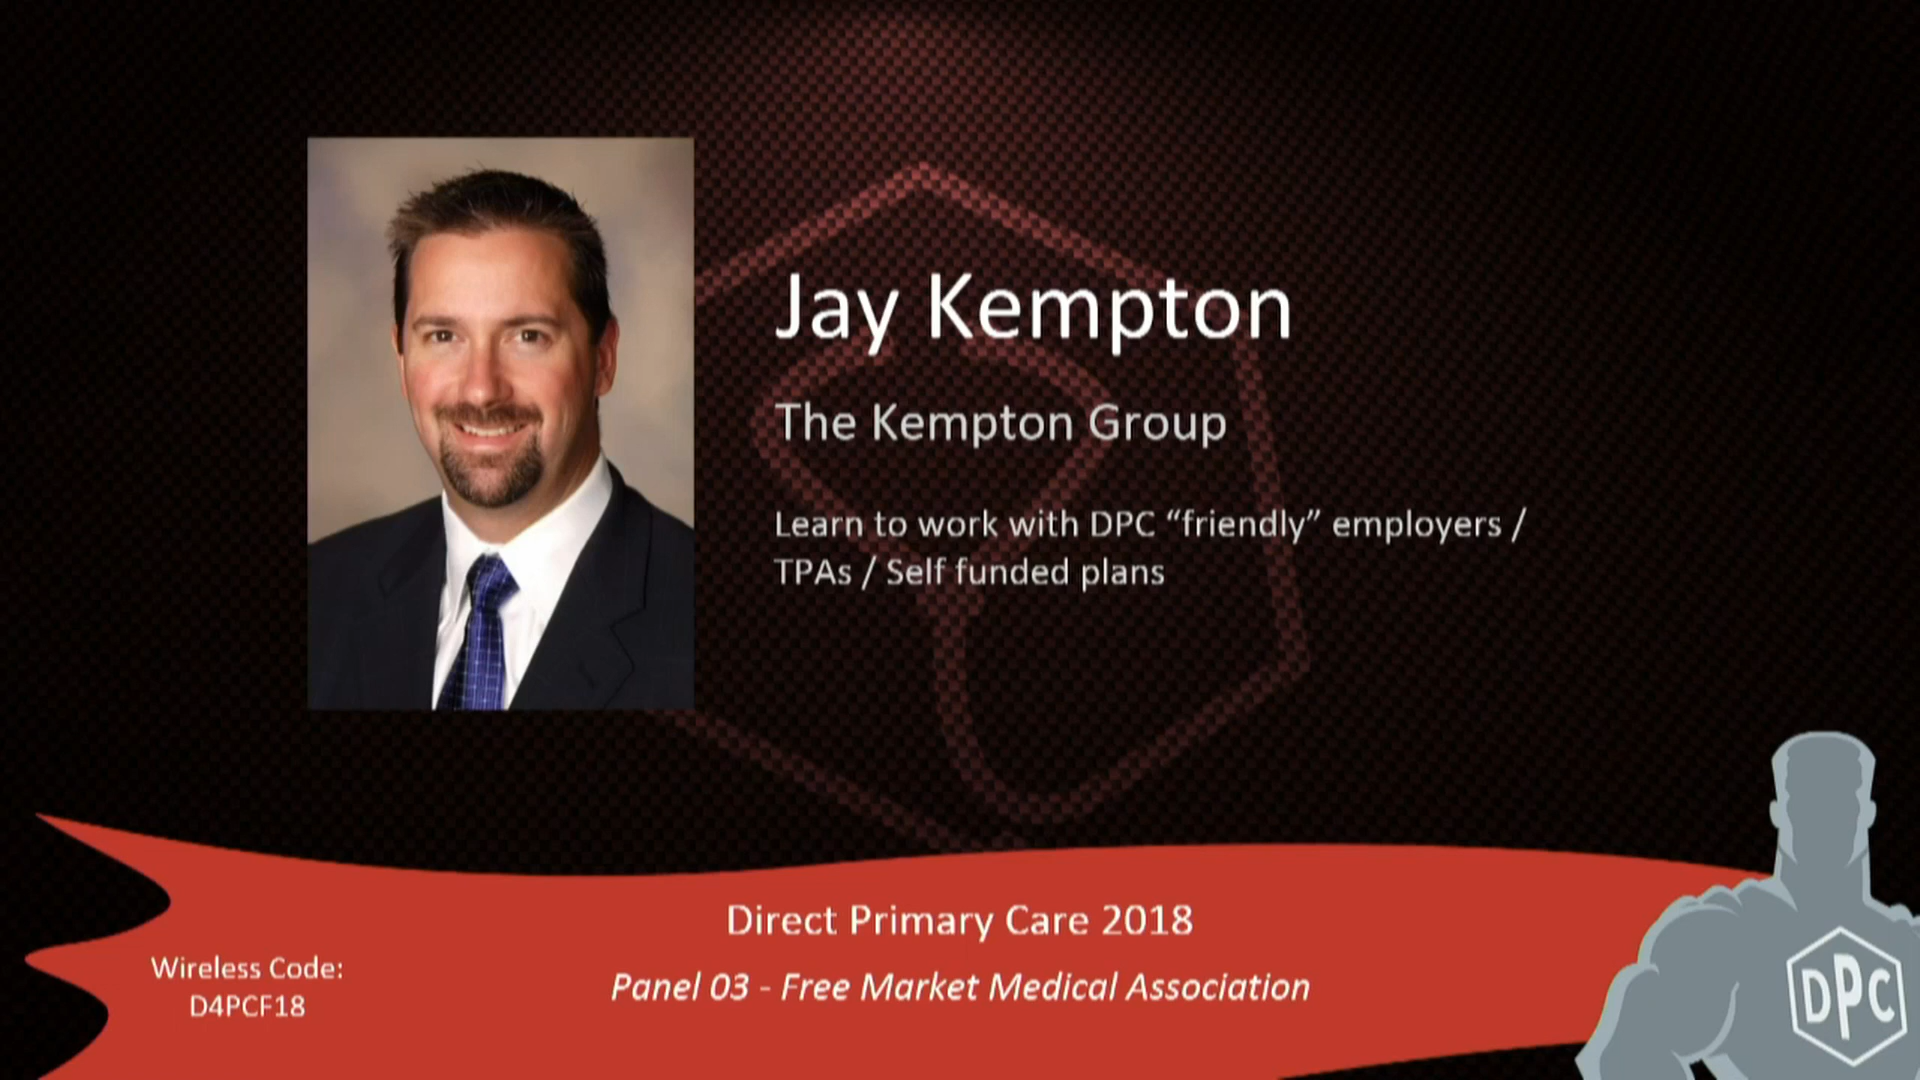 Jay Kempton
The Kempton Group
Learn to work with DPC “friendly” employers /
TPAs / Self funded plans
Direct Primary Care 2018
Panel 03 - Free Market Medical Association
Wireless Code:
D4PCF18
DPC